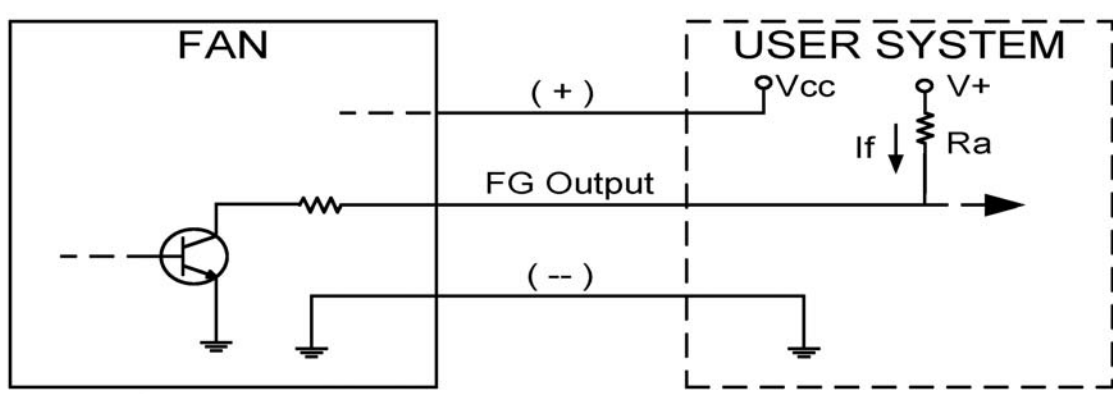 FAN
USER SYSTEM
( + )
Vcc
V+
If
Ra
FG Output
( -- )